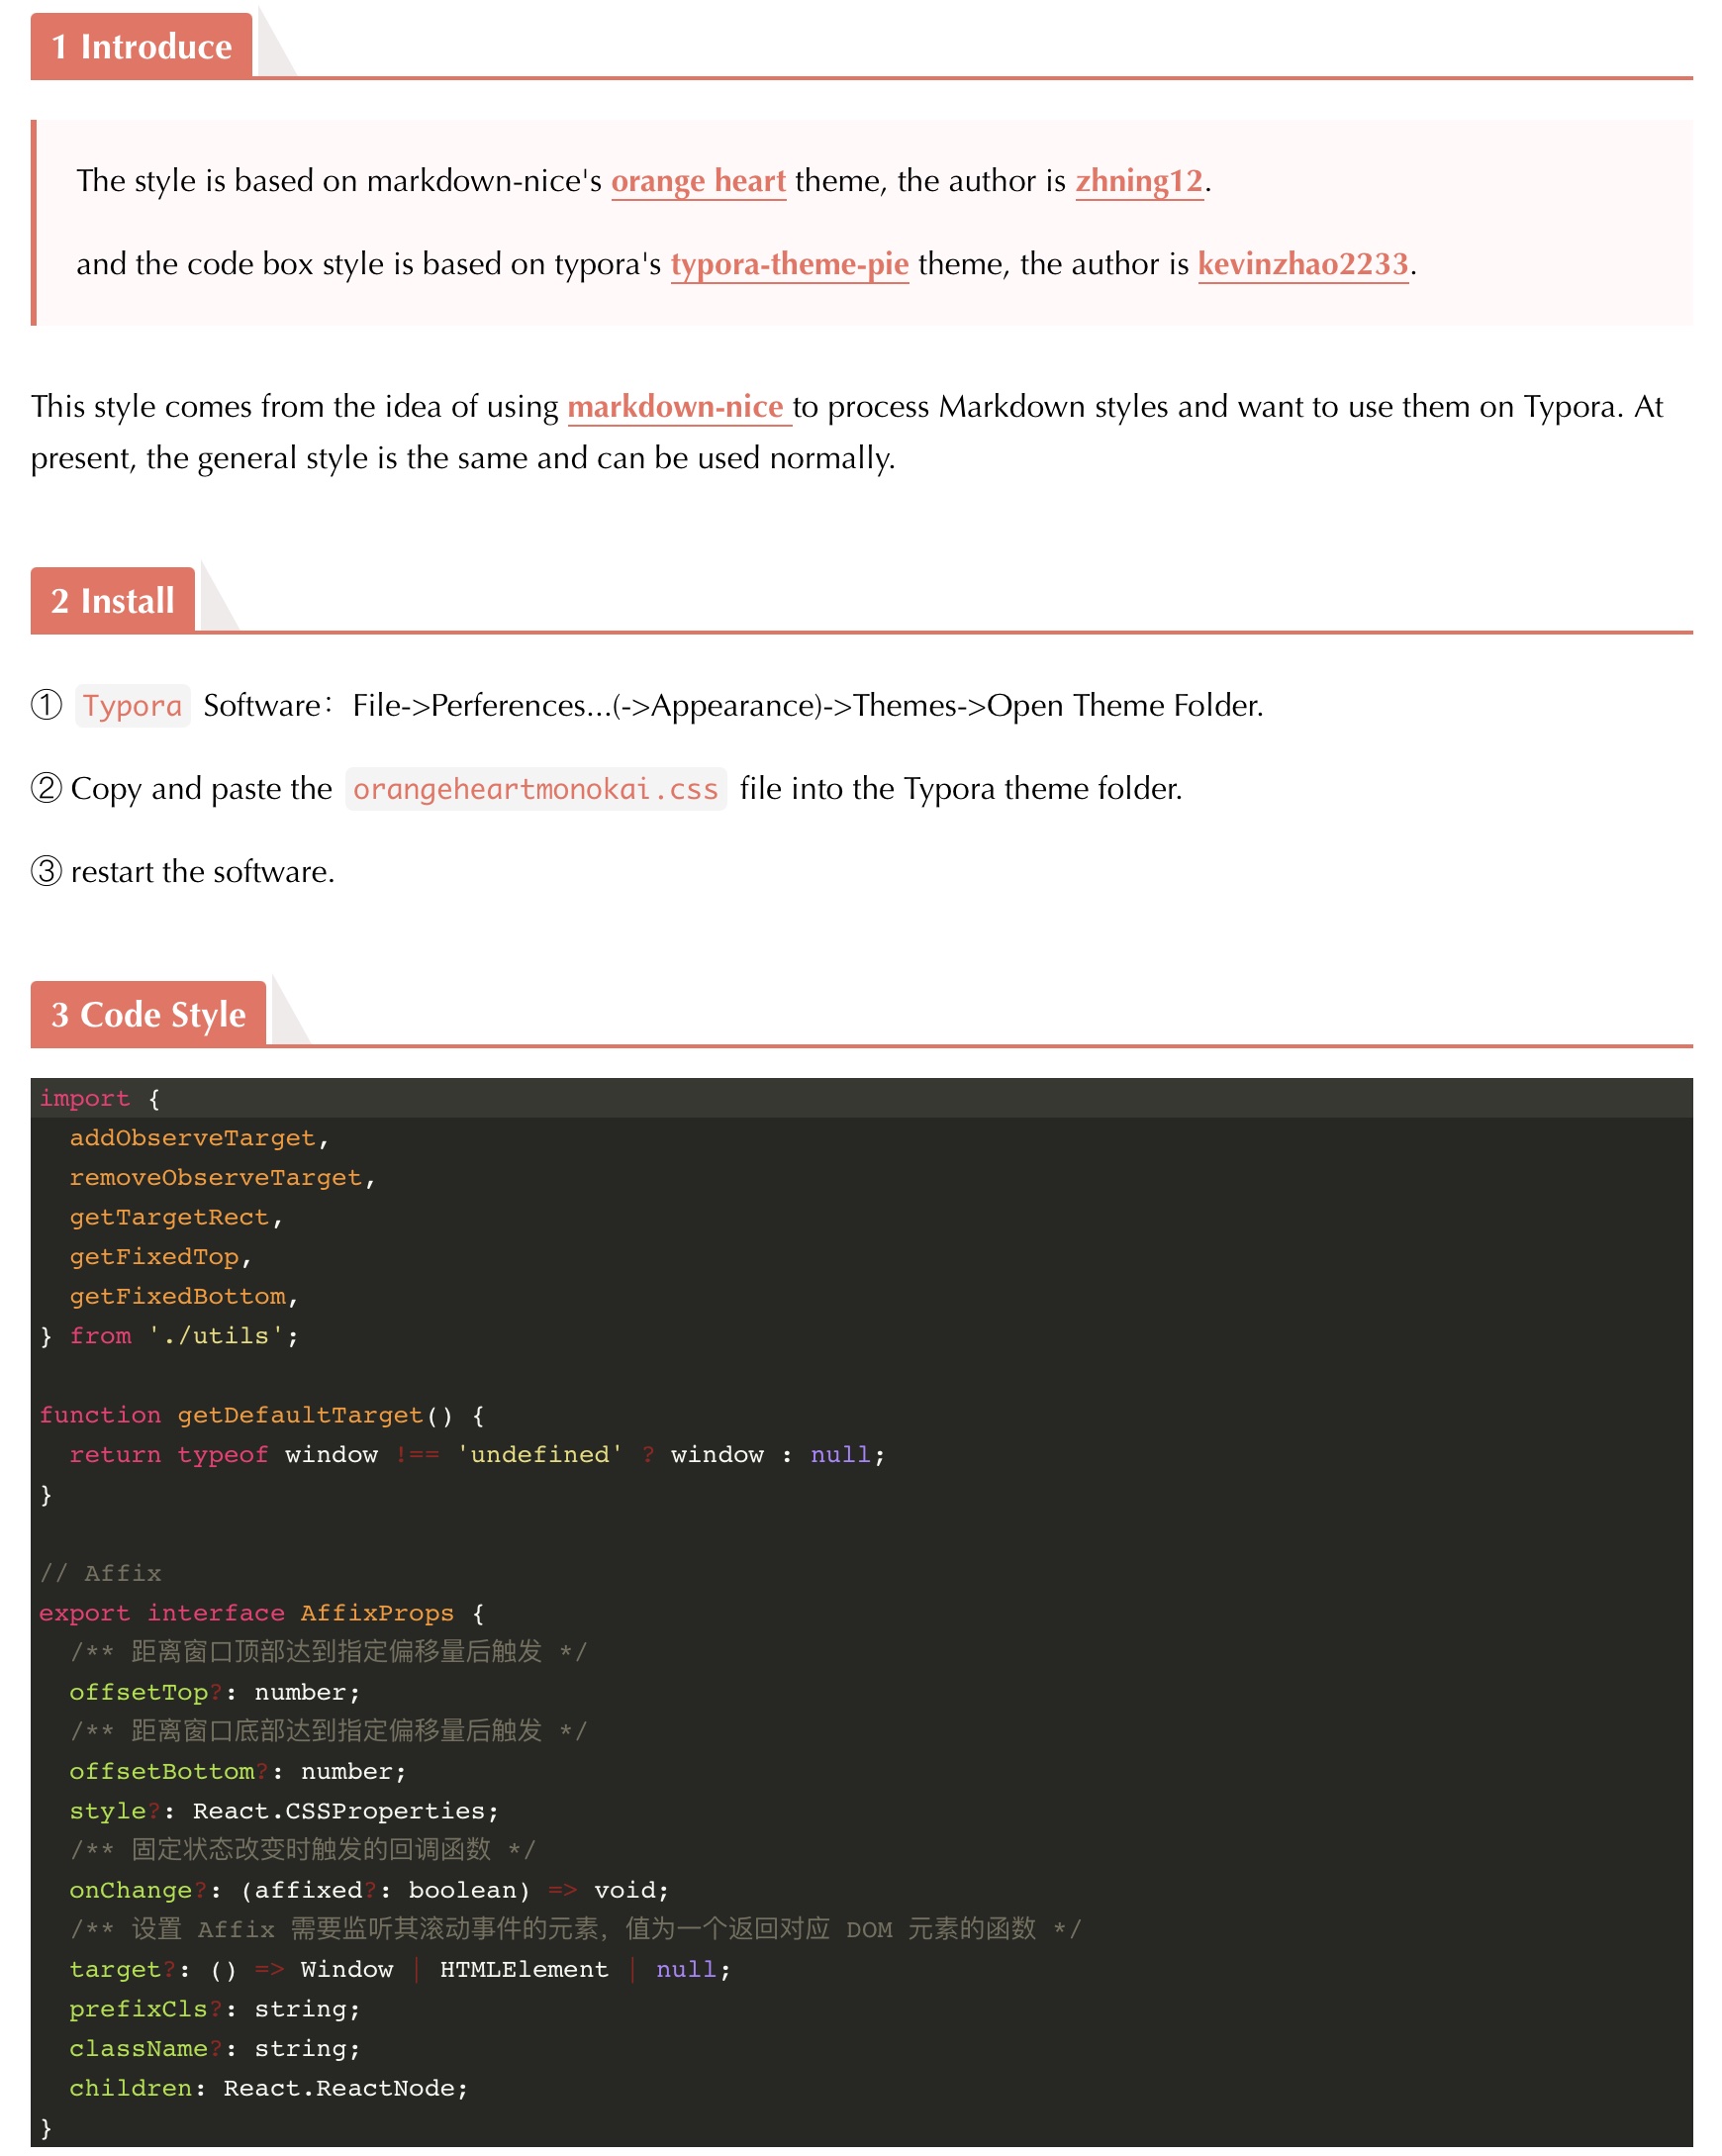 1 Introduce
The style is based on markdown-nice's orange heart theme, the author is zhning12.
and the code box style is based on typora's typora-theme-pie theme, the author is kevinzhao2233.
This style comes from the idea of using markdown-nice to process Markdown styles and want to use them on Typora. At
present, the general style is the same and can be used normally.
2 Install
① Typora Software：File->Perferences...(->Appearance)->Themes->Open Theme Folder.
② Copy and paste the orangeheartmonokai.css file into the Typora theme folder.
③ restart the software.
3 Code Style
import {
  addObserveTarget,
  removeObserveTarget,
  getTargetRect,
  getFixedTop,
  getFixedBottom,
} from './utils';
function getDefaultTarget() {
  return typeof window !== 'undefined' ? window : null;
}
// Affix
export interface AffixProps {
  /** 距离窗口顶部达到指定偏移量后触发 */
  offsetTop?: number;
  /** 距离窗口底部达到指定偏移量后触发 */
  offsetBottom?: number;
  style?: React.CSSProperties;
  /** 固定状态改变时触发的回调函数 */
  onChange?: (affixed?: boolean) => void;
  /** 设置 Affix 需要监听其滚动事件的元素，值为一个返回对应 DOM 元素的函数 */
  target?: () => Window | HTMLElement | null;
  prefixCls?: string;
  className?: string;
  children: React.ReactNode;
}